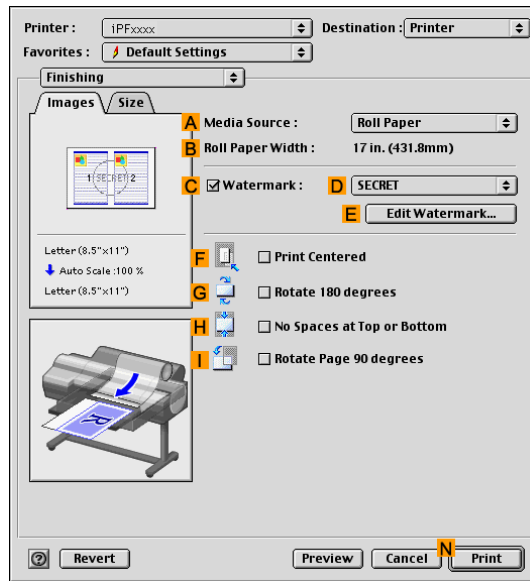 Printer : iPFxxxx Destination : Printer
Favorites : Default Settings
Finishing
Images Size
A Media Source : Roll Paper
B Roll Paper Width : 17 in. (431.8mm)
1 SECRET 2
C Watermark : D SECRET
E Edit Watermark...
Letter (8.5"x11")
Auto Scale :100 %
Letter (8.5"x11")
F Print Centered
G Rotate 180 degrees
H No Spaces at Top or Bottom
I Rotate Page 90 degrees
R
N
? Revert Preview Cancel Print